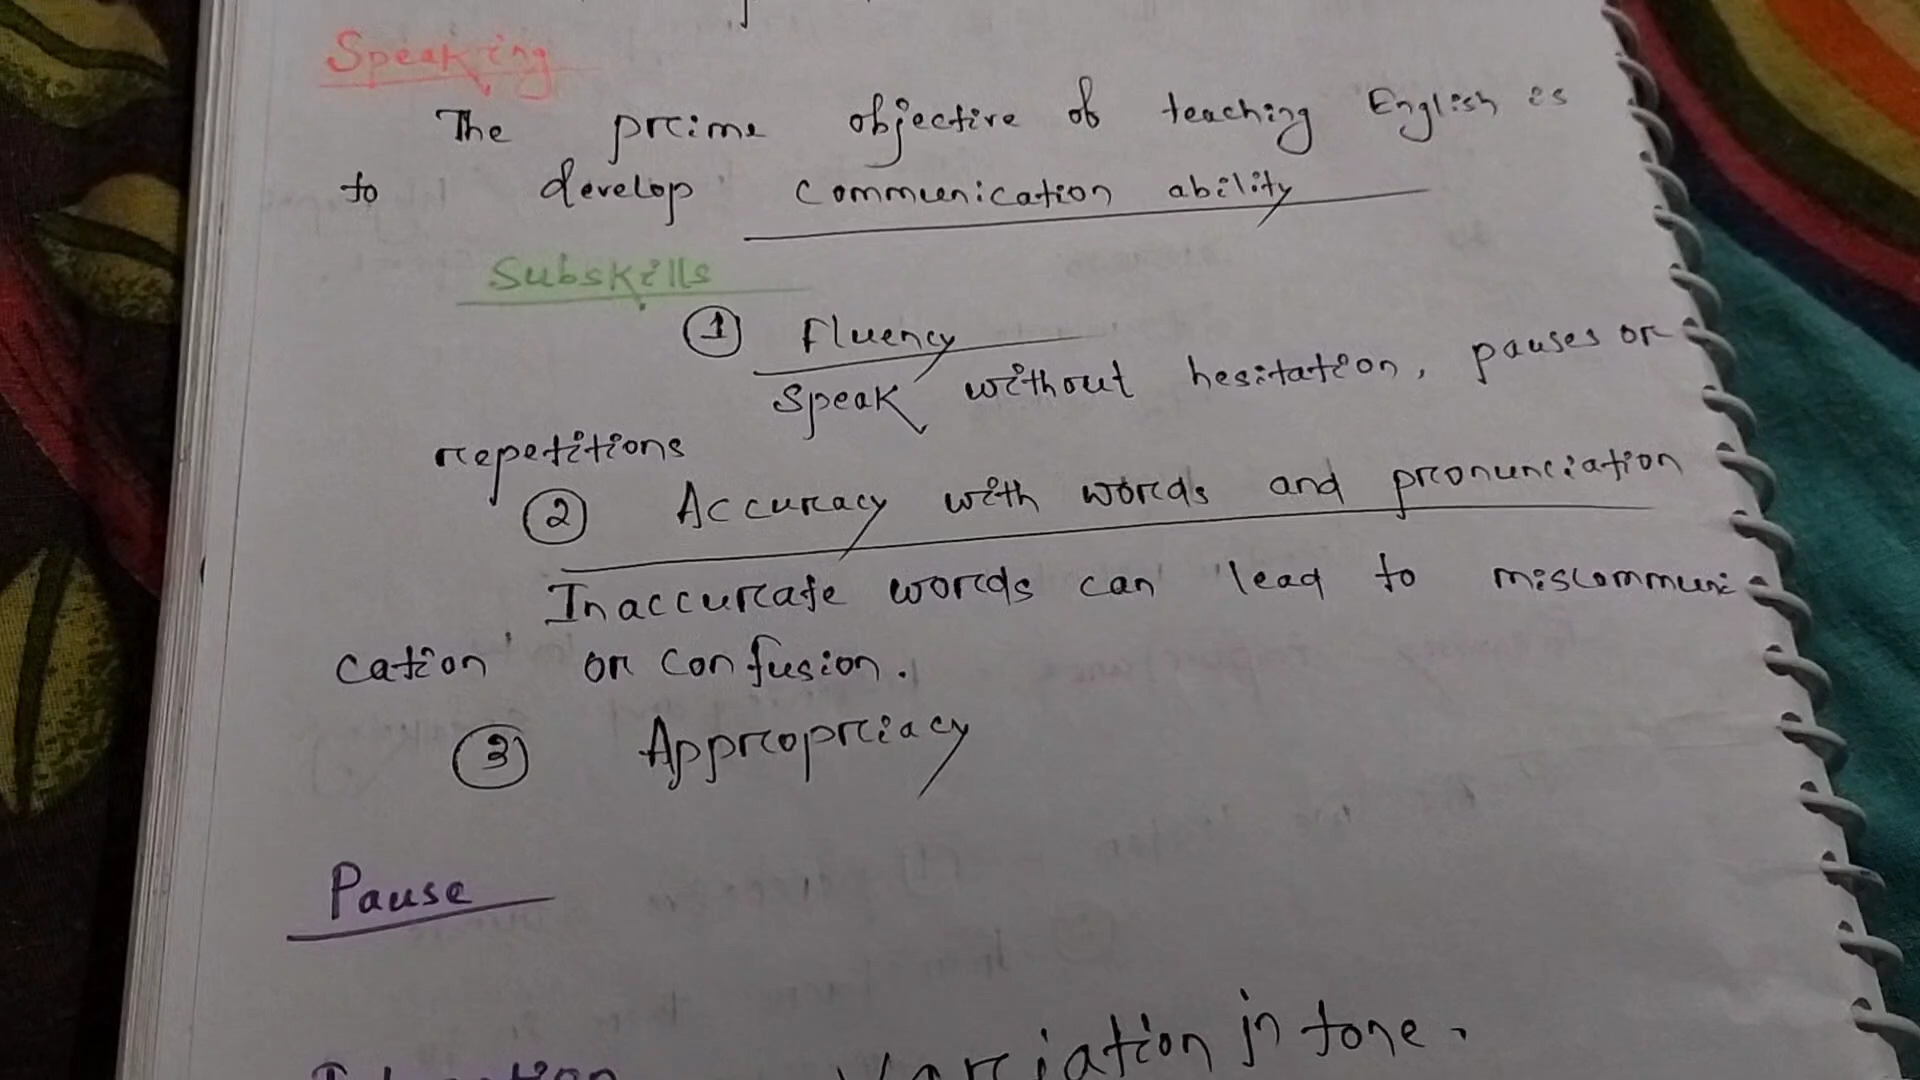 Speaking
The prime objective of teaching English is
to develop communication ability
Subskills
① Fluency
Speak without hesitation, pauses or
repetitions
② Accuracy with words and pronunciation
Inaccurate words can lead to miscommuni
cation or confusion.
③ Appropriacy
Pause
Variation in tone.